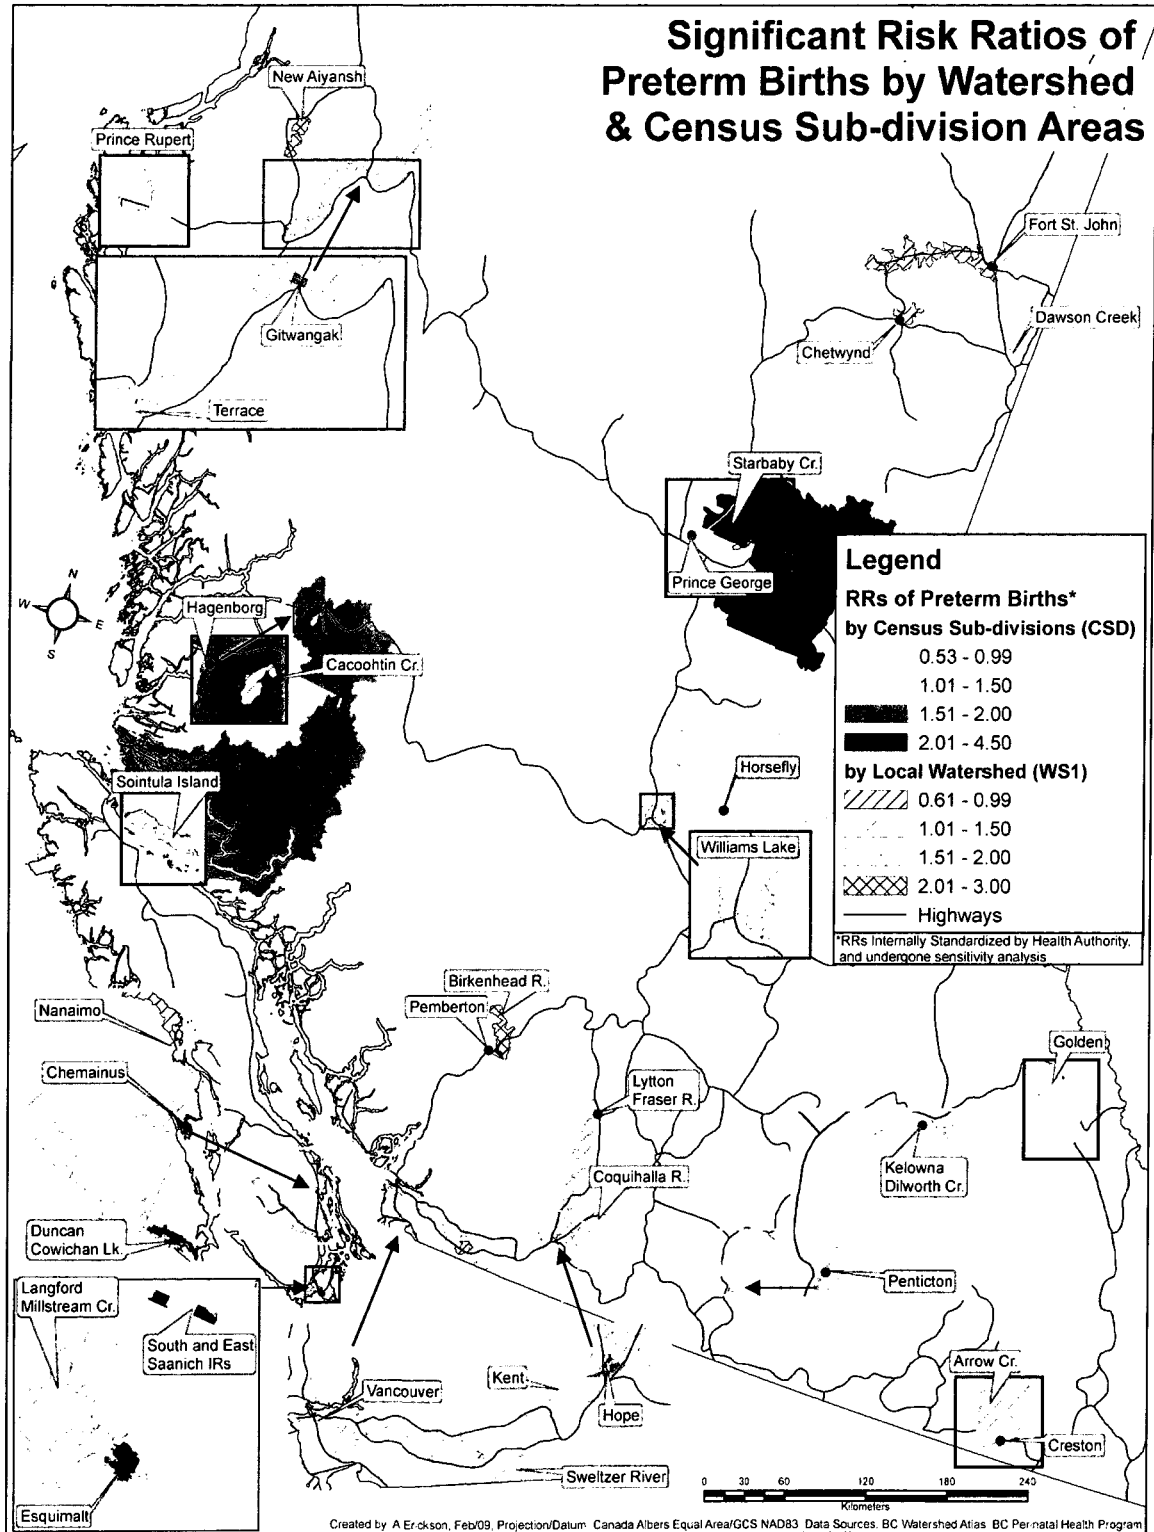 Significant Risk Ratios of
Preterm Births by Watershed
& Census Sub-division Areas
New Aiyansh
Prince Rupert
Gitwangak
Terrace
Fort St. John
Dawson Creek
Chetwynd
Starbaby Cr.
Prince George
N
W
E
S
Hagenborg
Cacoohtin Cr.
Sointula Island
Horsefly
Williams Lake
Legend
RRs of Preterm Births*
by Census Sub-divisions (CSD)
0.53 - 0.99
1.01 - 1.50
1.51 - 2.00
2.01 - 4.50
by Local Watershed (WS1)
0.61 - 0.99
1.01 - 1.50
1.51 - 2.00
2.01 - 3.00
Highways
*RRs Internally Standardized by Health Authority,
and undergone sensitivity analysis
Birkenhead R.
Pemberton
Nanaimo
Chemainus
Golden
Lytton
Fraser R.
Kelowna
Dilworth Cr.
Coquihalla R.
Duncan
Cowichan Lk.
Penticton
Langford
Millstream Cr.
South and East
Saanich IRs
Esquimalt
Kent
Vancouver
Hope
Sweltzer River
Arrow Cr.
Creston
0 30 60 120 180 240
Kilometers
Created by A Erickson, Feb/09, Projection/Datum Canada Albers Equal Area/GCS NAD83 Data Sources. BC Watershed Atlas BC Perinatal Health Program